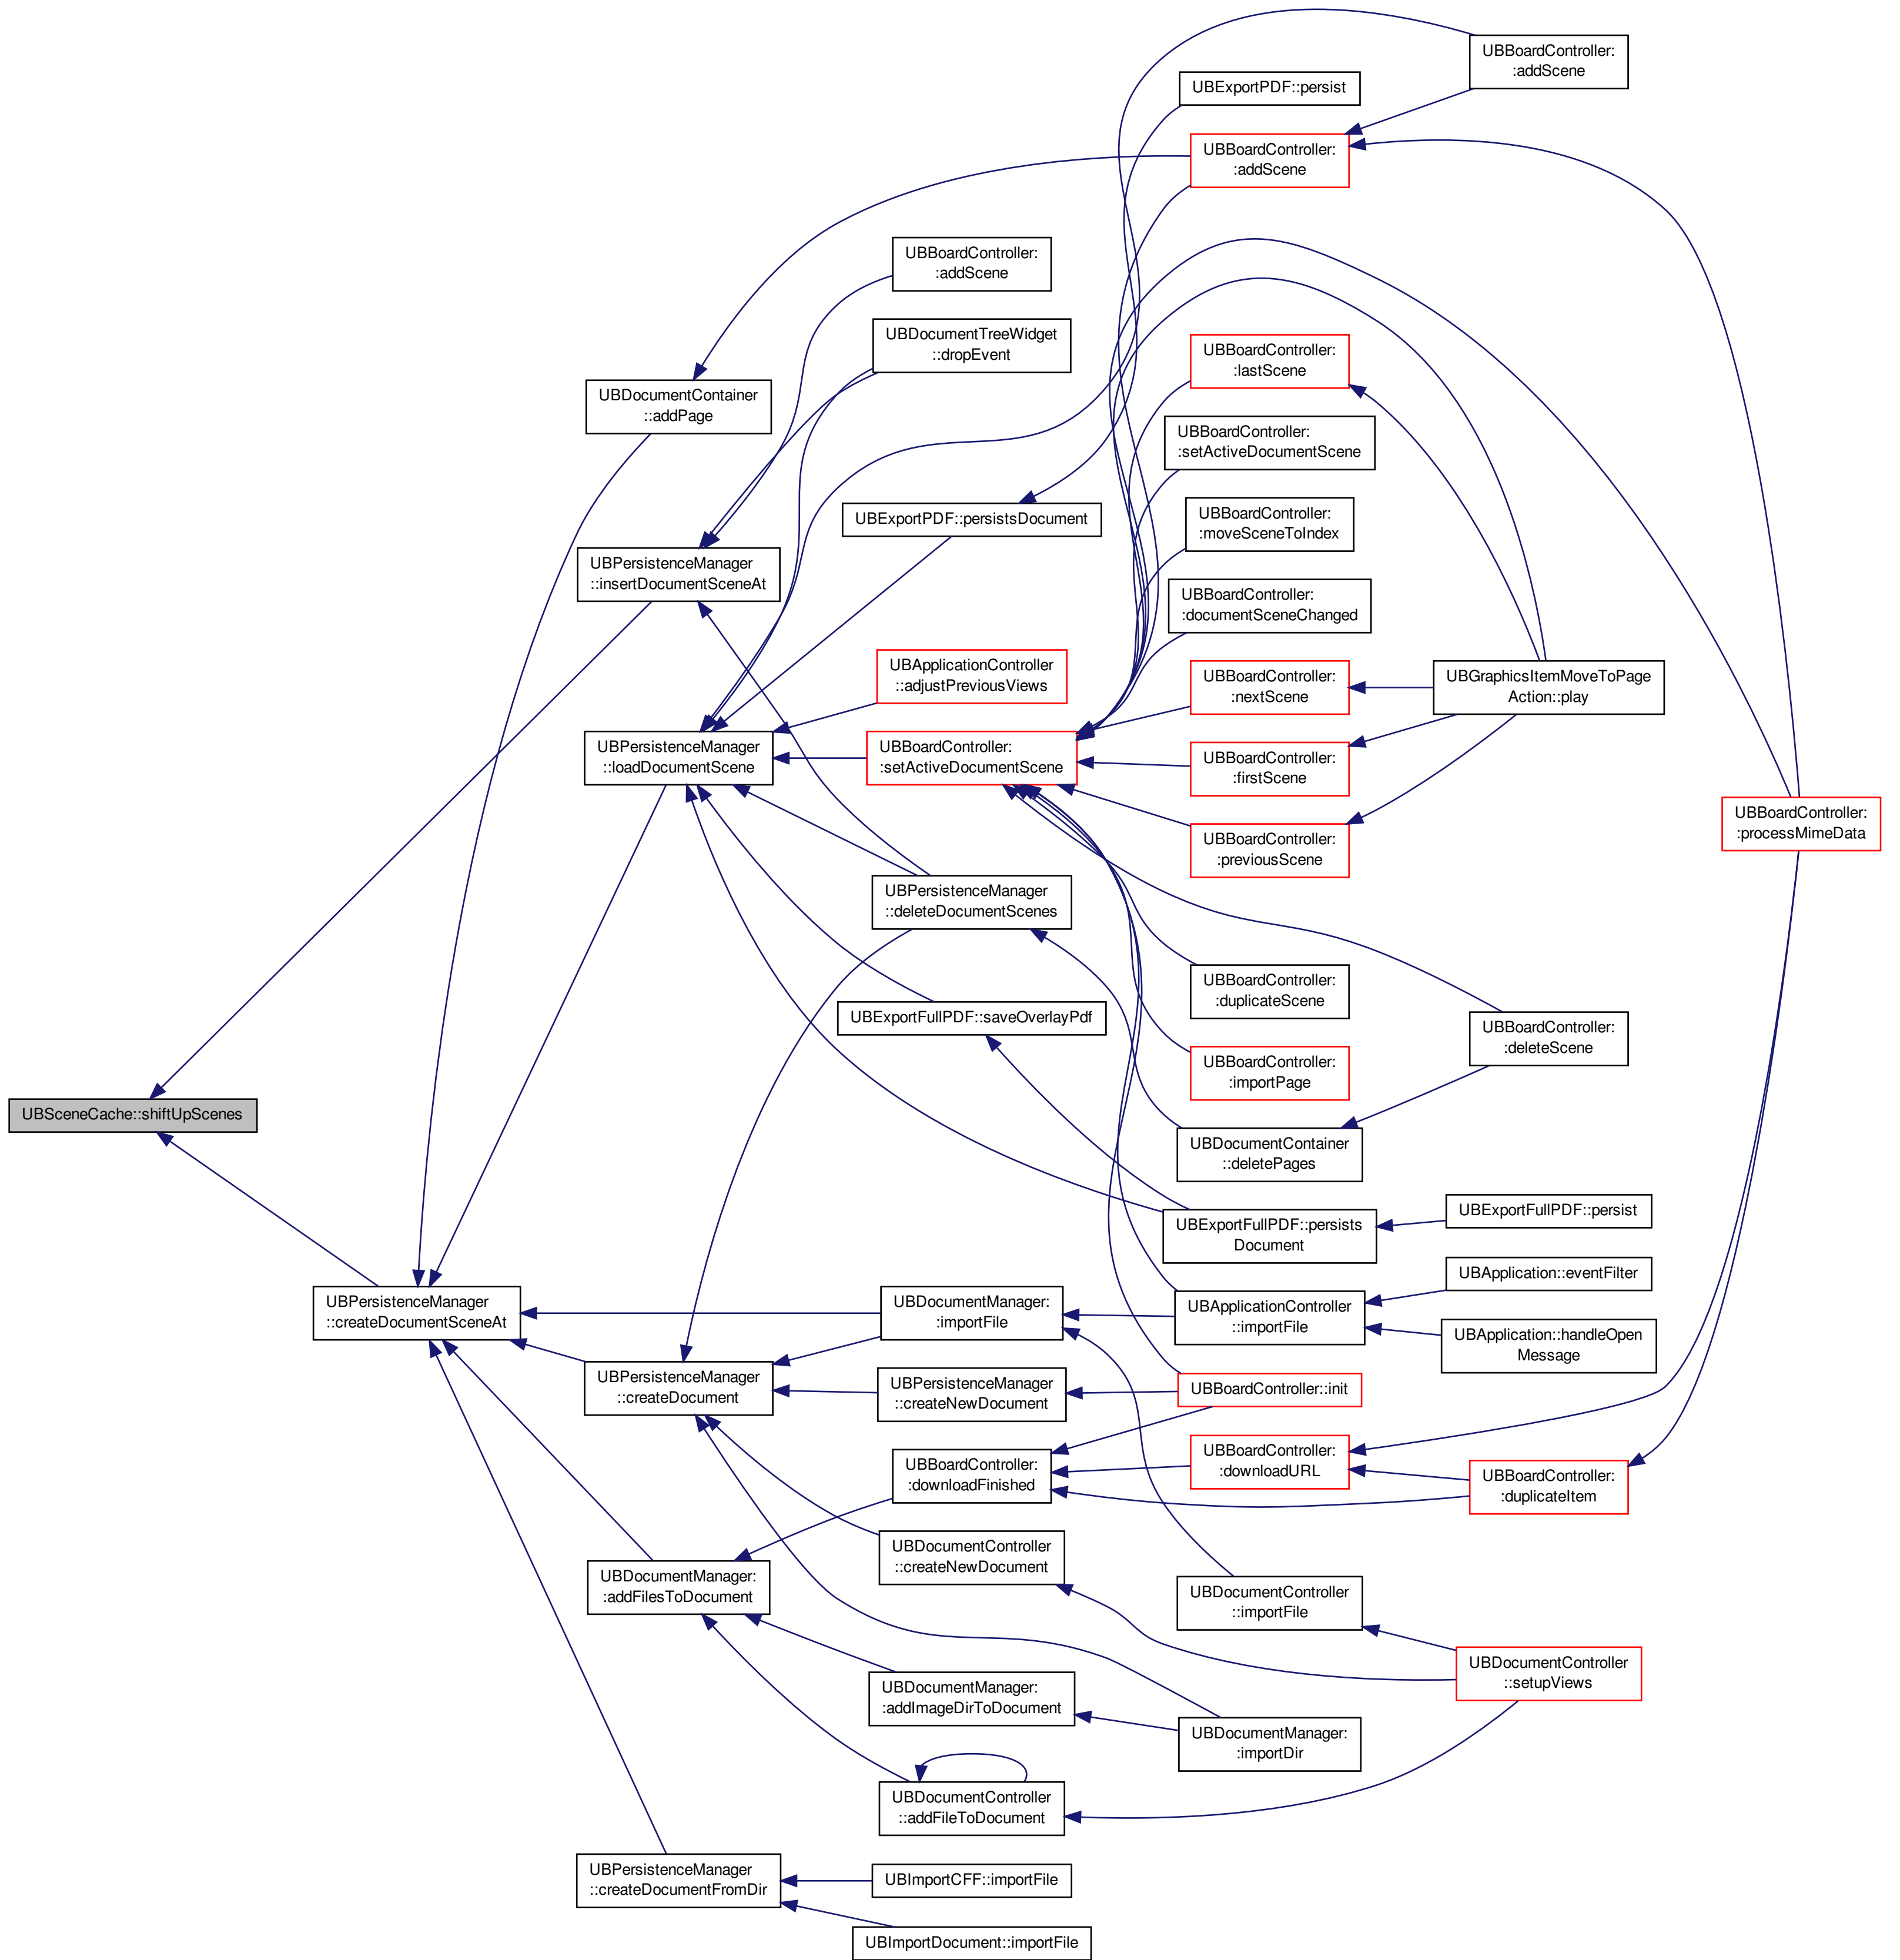 UBBoardController:
:addScene
UBExportPDF::persist
UBBoardController:
:addScene
UBBoardController:
:addScene
UBDocumentTreeWidget
::dropEvent
UBBoardController:
:lastScene
UBDocumentContainer
::addPage
UBBoardController:
:setActiveDocumentScene
UBExportPDF::persistsDocument
UBBoardController:
:moveSceneToIndex
UBPersistenceManager
::insertDocumentSceneAt
UBBoardController:
:documentSceneChanged
UBApplicationController
::adjustPreviousViews
UBBoardController:
:nextScene
UBGraphicsItemMoveToPage
Action::play
UBPersistenceManager
::loadDocumentScene
UBBoardController:
:setActiveDocumentScene
UBBoardController:
:firstScene
UBBoardController:
:processMimeData
UBBoardController:
:previousScene
UBPersistenceManager
::deleteDocumentScenes
UBBoardController:
:duplicateScene
UBExportFullPDF::saveOverlayPdf
UBBoardController:
:deleteScene
UBBoardController:
:importPage
UBSceneCache::shiftUpScenes
UBDocumentContainer
::deletePages
UBExportFullPDF::persists
Document
UBExportFullPDF::persist
UBApplication::eventFilter
UBPersistenceManager
::createDocumentSceneAt
UBDocumentManager:
:importFile
UBApplicationController
::importFile
UBApplication::handleOpen
Message
UBPersistenceManager
::createDocument
UBPersistenceManager
::createNewDocument
UBBoardController::init
UBBoardController:
:downloadFinished
UBBoardController:
:downloadURL
UBBoardController:
:duplicateItem
UBDocumentController
::createNewDocument
UBDocumentManager:
:addFilesToDocument
UBDocumentController
::importFile
UBDocumentController
::setupViews
UBDocumentManager:
:addImageDirToDocument
UBDocumentManager:
:importDir
UBDocumentController
::addFileToDocument
UBPersistenceManager
::createDocumentFromDir
UBImportCFF::importFile
UBImportDocument::importFile